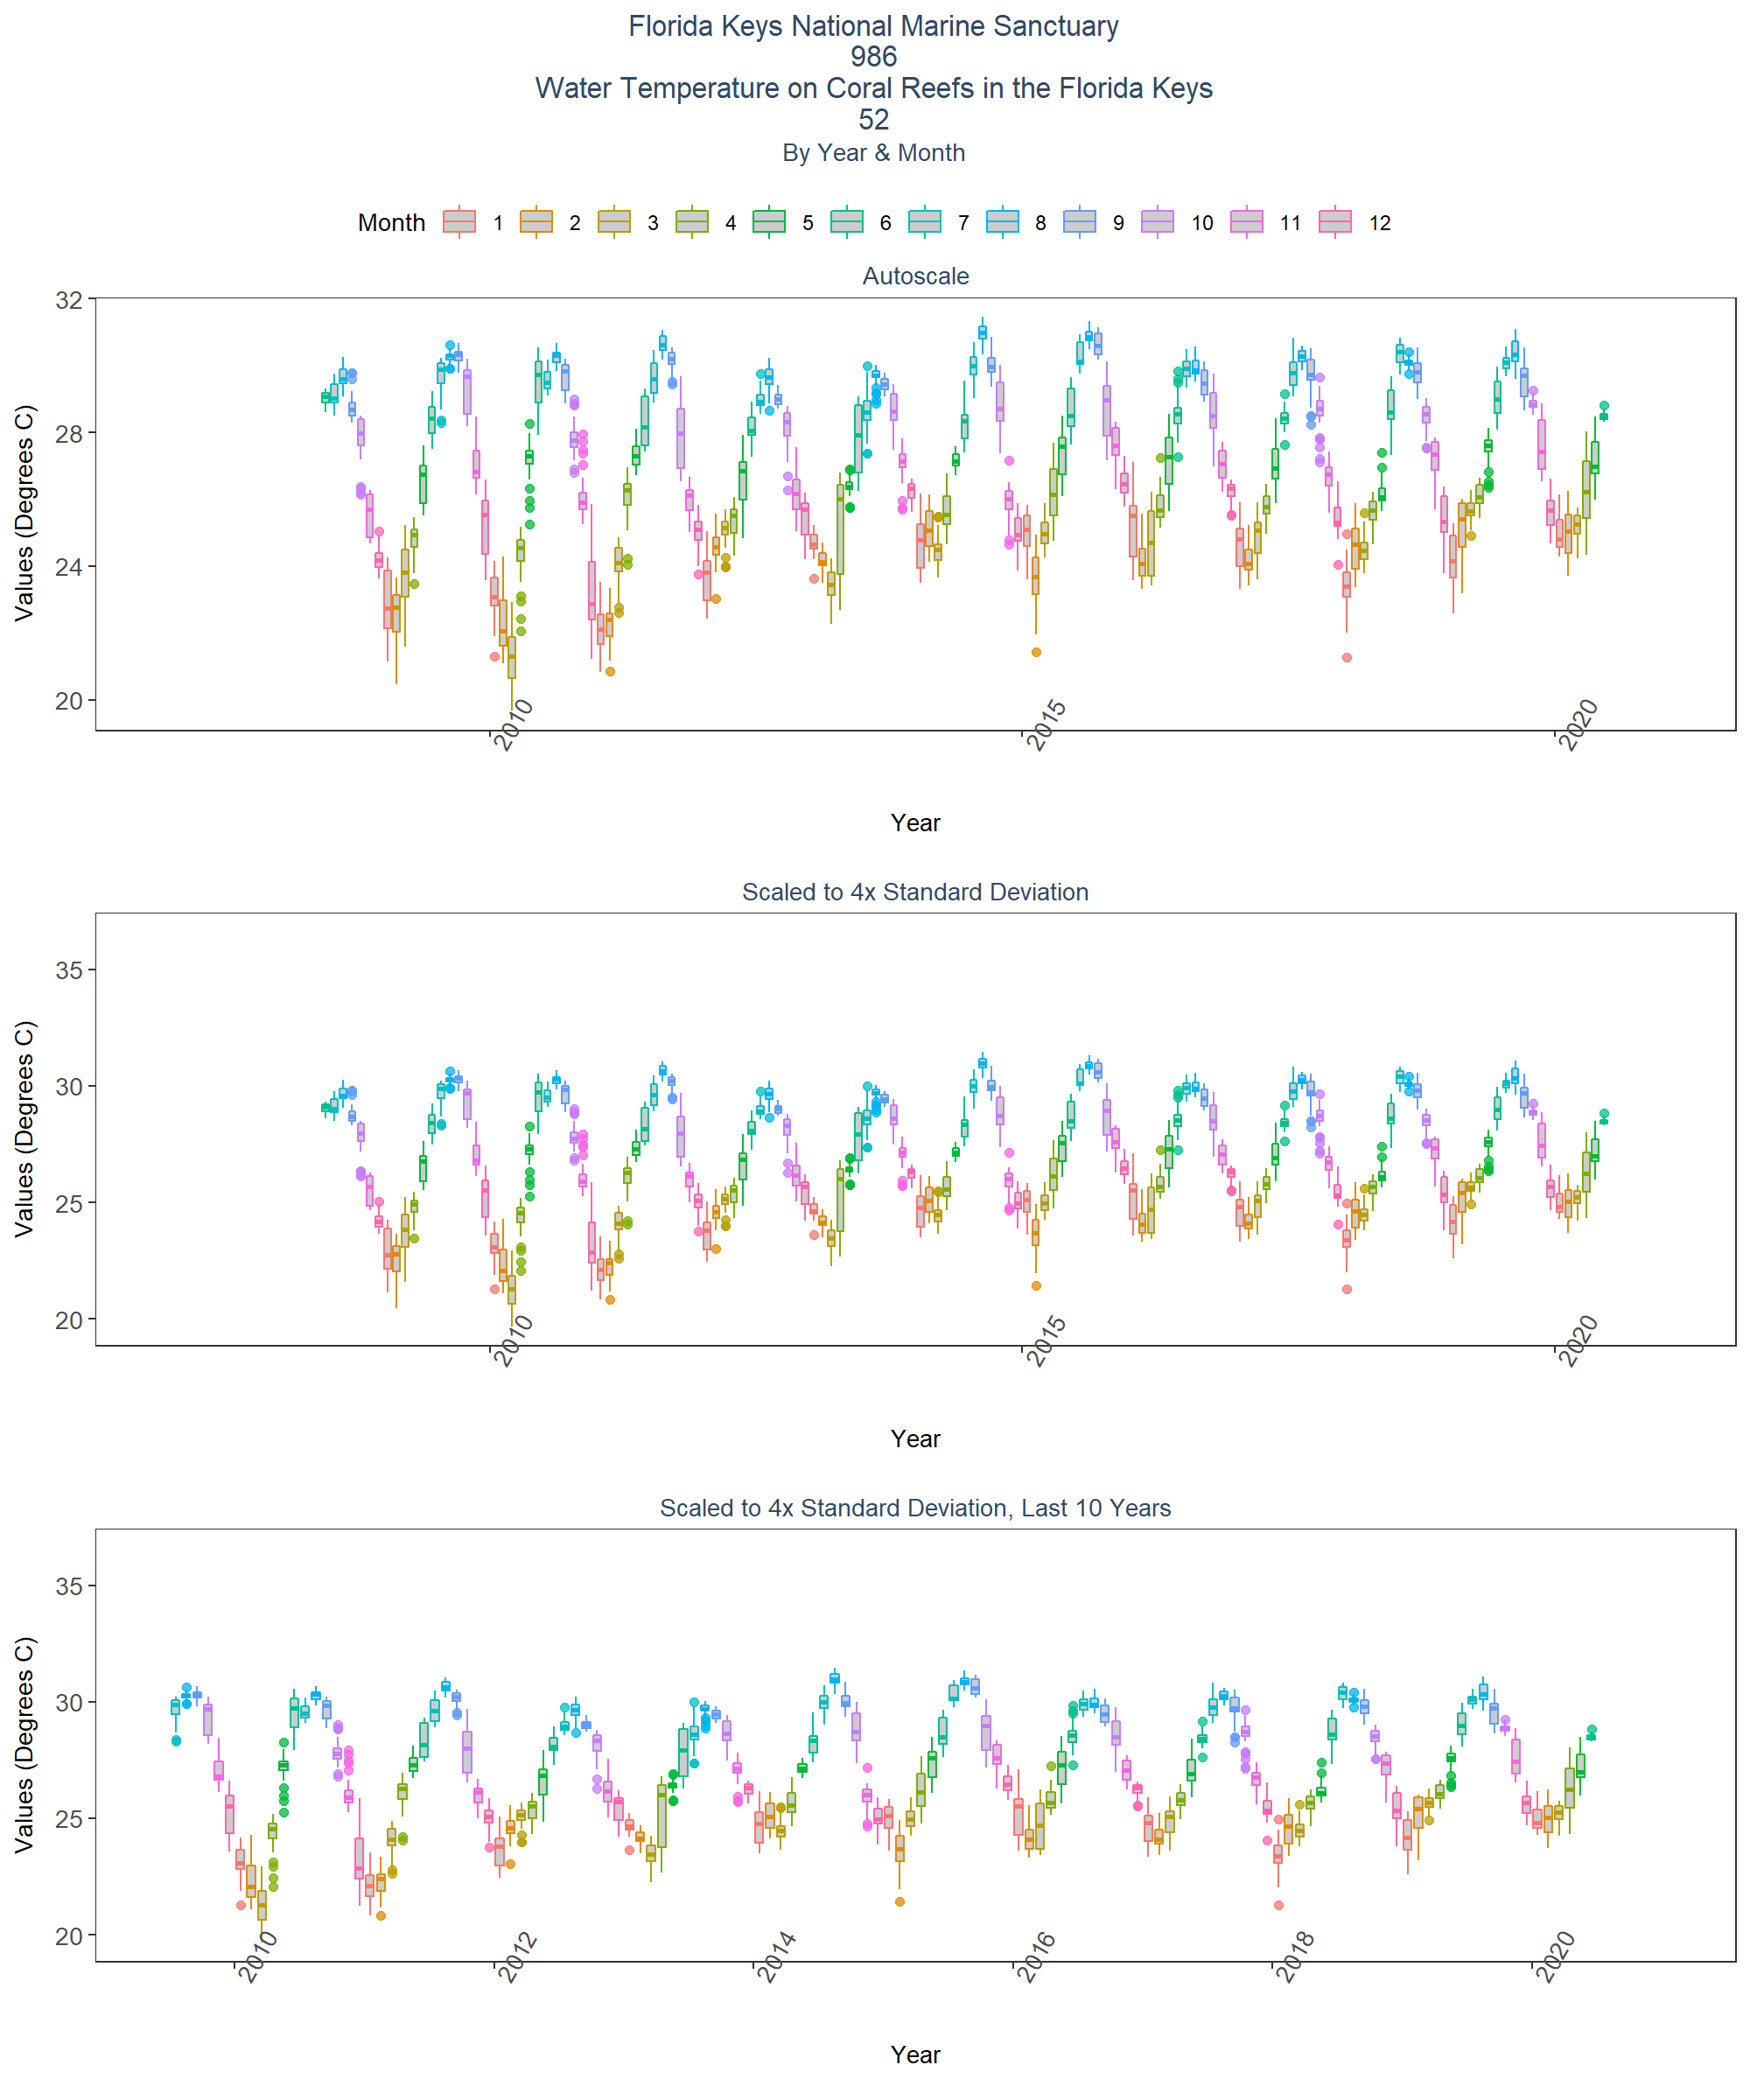 Florida Keys National Marine Sanctuary
986
Water Temperature on Coral Reefs in the Florida Keys
52
By Year & Month
Month 1 2 3 4 5 6 7 8 9 10 11 12
Autoscale
Values (Degrees C)
32
28
24
20
2010 2015 2020
Year
Scaled to 4x Standard Deviation
Values (Degrees C)
35
30
25
20
2010 2015 2020
Year
Scaled to 4x Standard Deviation, Last 10 Years
Values (Degrees C)
35
30
25
20
2010 2012 2014 2016 2018 2020
Year